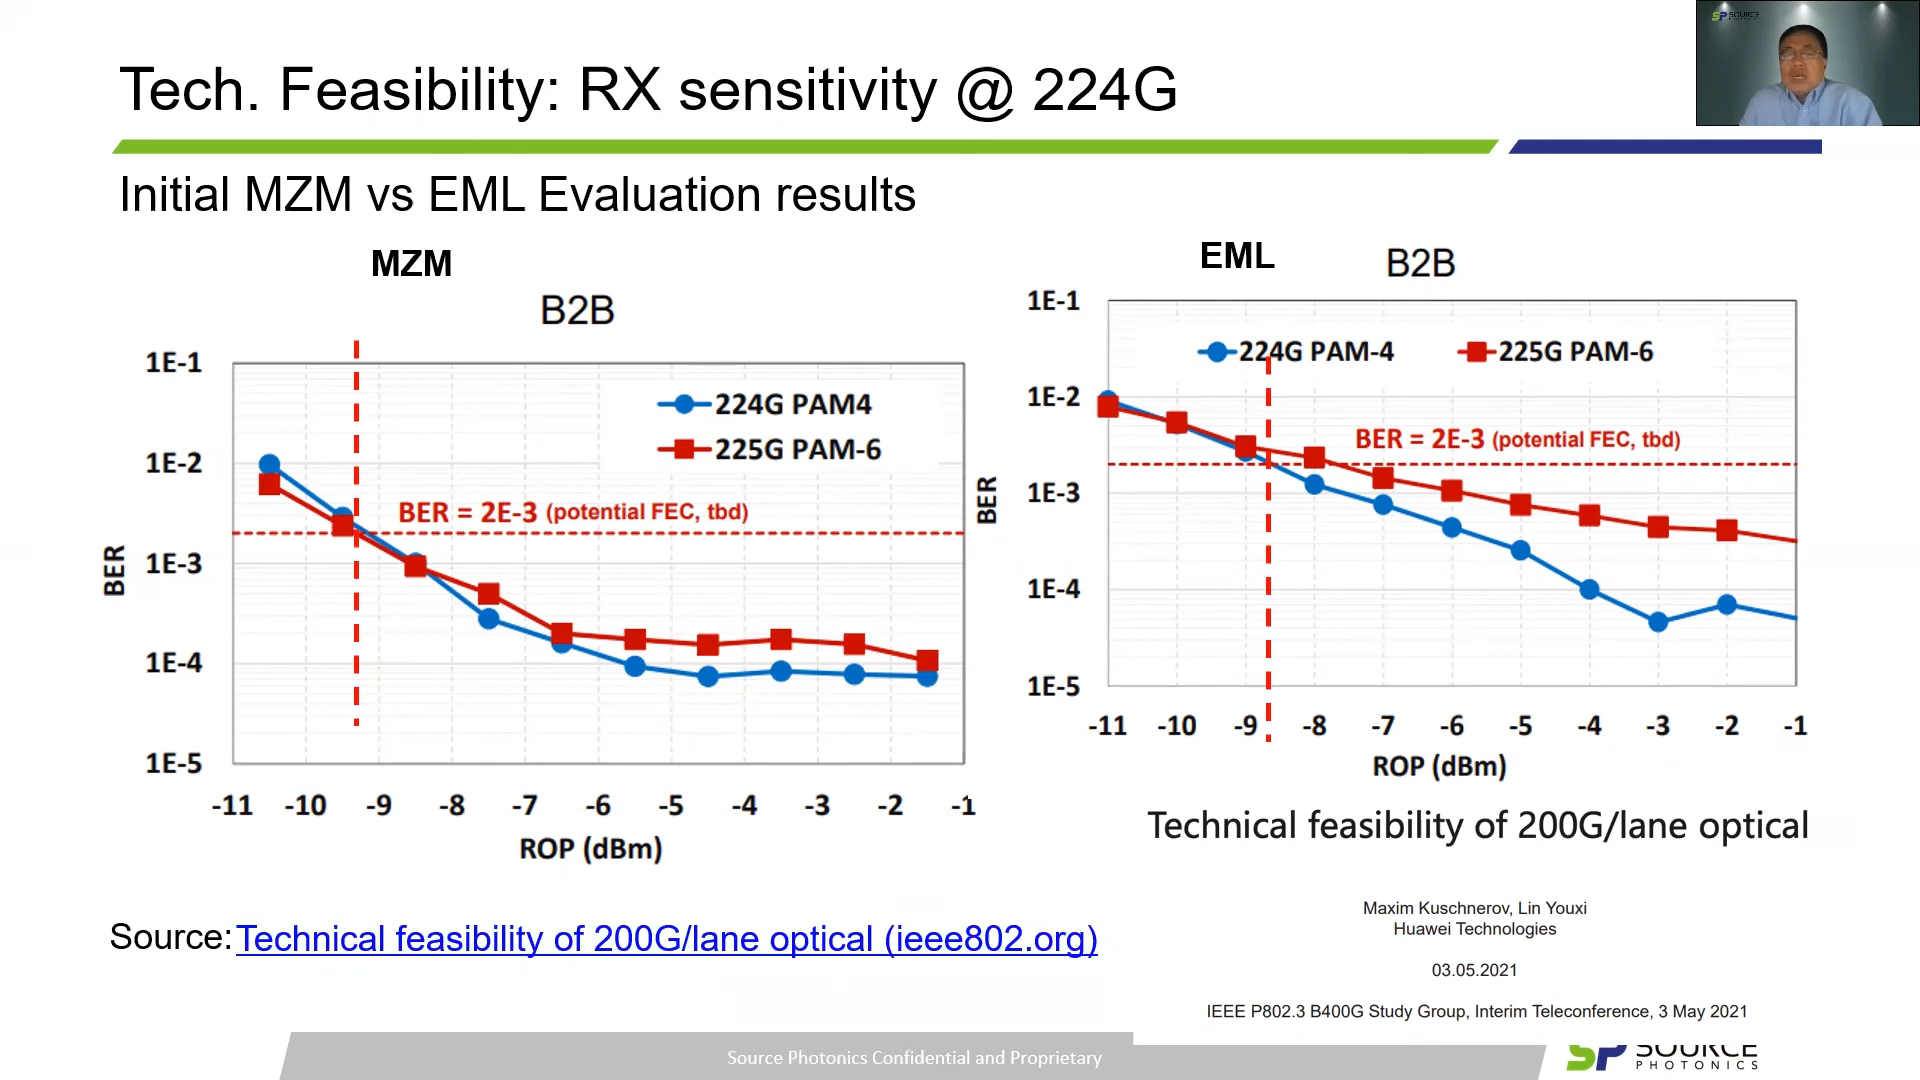 Tech. Feasibility: RX sensitivity @ 224G
SOURCE
Initial MZM vs EML Evaluation results
MZM
B2B
1E-1
1E-2
1E-3
1E-4
1E-5
BER
224G PAM4
225G PAM-6
BER = 2E-3 (potential FEC, tbd)
-11 -10 -9 -8 -7 -6 -5 -4 -3 -2 -1
ROP (dBm)
EML
B2B
1E-1
1E-2
1E-3
1E-4
1E-5
BER
224G PAM-4 225G PAM-6
BER = 2E-3 (potential FEC, tbd)
-11 -10 -9 -8 -7 -6 -5 -4 -3 -2 -1
ROP (dBm)
Technical feasibility of 200G/lane optical
Maxim Kuschnerov, Lin Youxi
Huawei Technologies
03.05.2021
IEEE P802.3 B400G Study Group, Interim Teleconference, 3 May 2021
Source: Technical feasibility of 200G/lane optical (ieee802.org)
Source Photonics Confidential and Proprietary
SP SOURCE
PHOTONICS